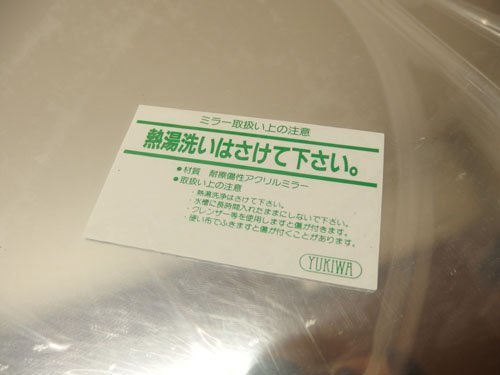 ミラー取扱い上の注意
熱湯洗いはさけて下さい。
●材質 耐擦傷性アクリルミラー
●取扱い上の注意
・熱湯洗浄はさけて下さい。
・水槽に長時間入れたままにしないで下さい。
・クレンザー等を使用しますと傷が付きます。
・硬い布でふきますと傷が付くことがあります。
YUKIWA